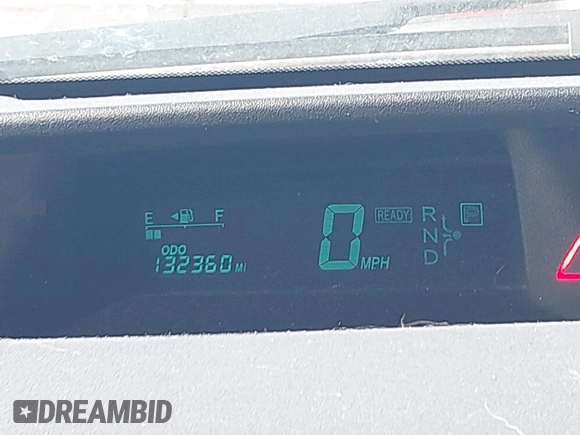 E F
ODO
132360 MI
0 MPH
READY
R
N
D
P
DREAMBID